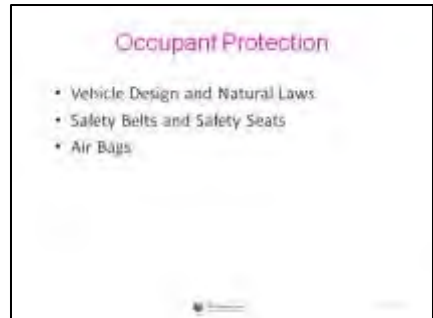 Occupant Protection
• Vehicle Design and Natural Laws
• Safety Belts and Safety Seats
• Air Bags